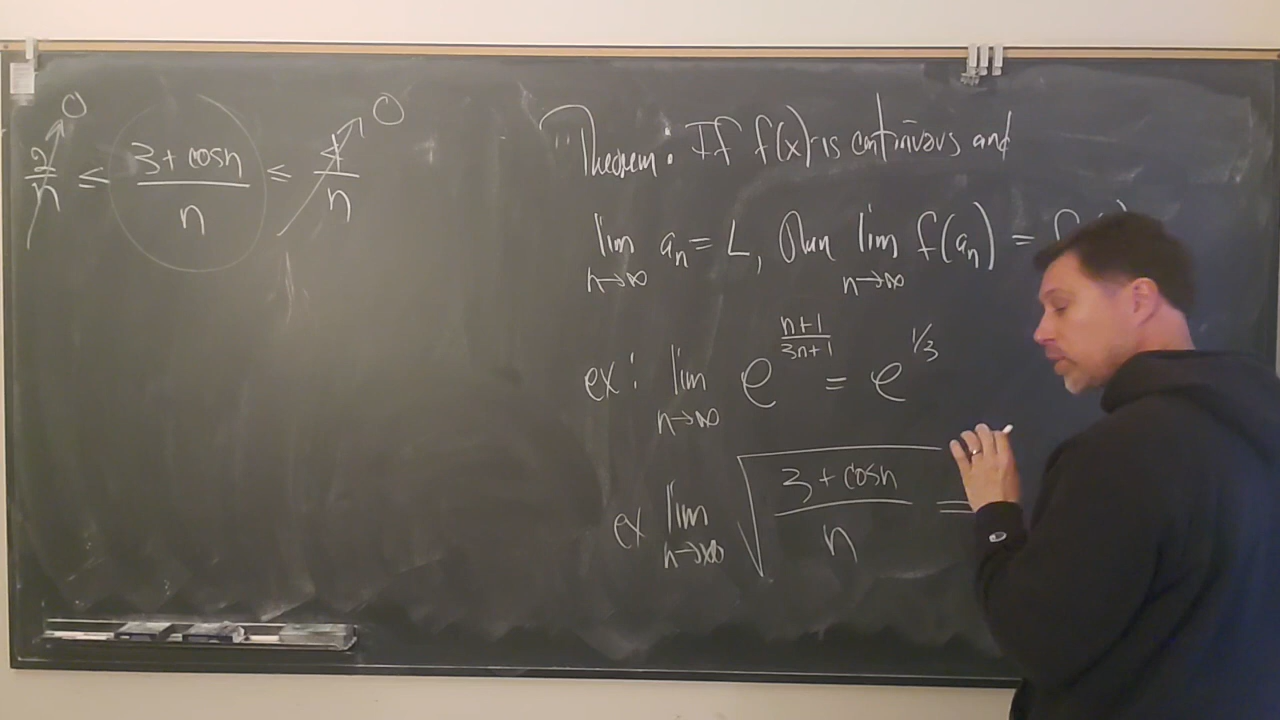 2/n ≤ (3 + cosn)/n ≤ 4/n
0 0
Theorem. If f(x) is continuous and
lim n→∞ an = L, then lim n→∞ f(an) = f
ex: lim n→∞ e^((n+1)/(3n+1)) = e^(1/3)
ex lim n→∞ √((3 + cosn)/n) =